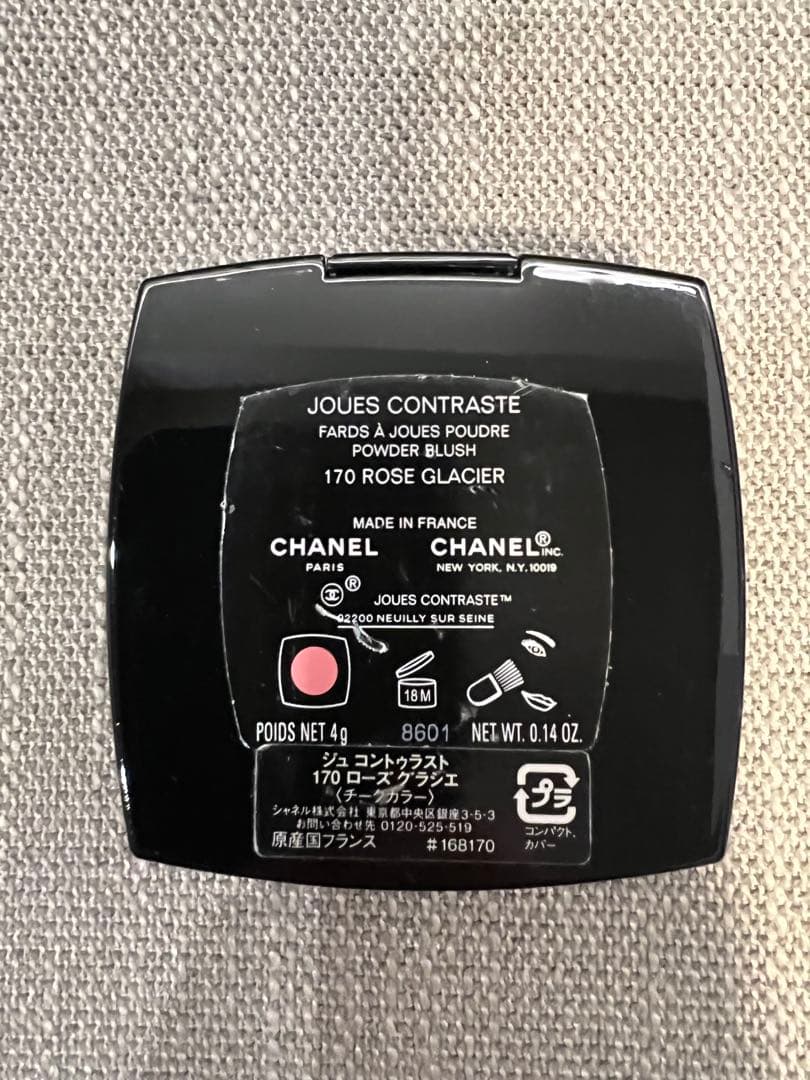 JOUES CONTRASTE
FARDS À JOUES POUDRE
POWDER BLUSH
170 ROSE GLACIER
MADE IN FRANCE
CHANEL CHANEL® INC.
PARIS NEW YORK, N.Y. 10019
® JOUES CONTRASTE™
92200 NEUILLY SUR SEINE
18 M
POIDS NET 4g 8601 NET WT. 0.14 OZ.
ジュ コントゥラスト
170 ローズ グラシエ
〈チークカラー〉
シャネル株式会社 東京都中央区銀座3-5-3
お問い合わせ先 0120-525-519
原産国フランス #168170
プラ
コンパクト、
カバー